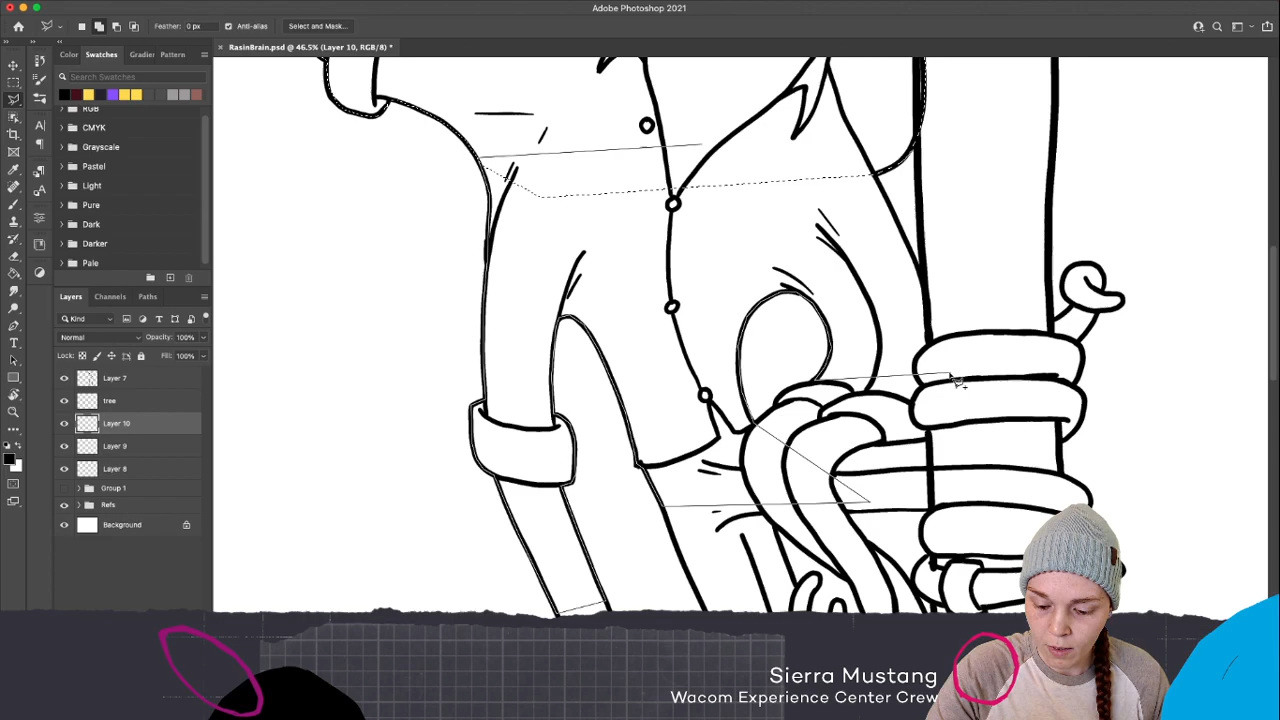 Adobe Photoshop 2021
Feather: 0 px Anti-alias Select and Mask...
RasinBrain.psd @ 46.5% (Layer 10, RGB/8) *
Color Swatches Gradier Pattern
Search Swatches
RGB
CMYK
Grayscale
Pastel
Light
Pure
Dark
Darker
Pale
Layers Channels Paths
Kind
Normal Opacity: 100%
Lock: Fill: 100%
Layer 7
tree
Layer 10
Layer 9
Layer 8
Group 1
Refs
Background
Sierra Mustang
Wacom Experience Center Crew